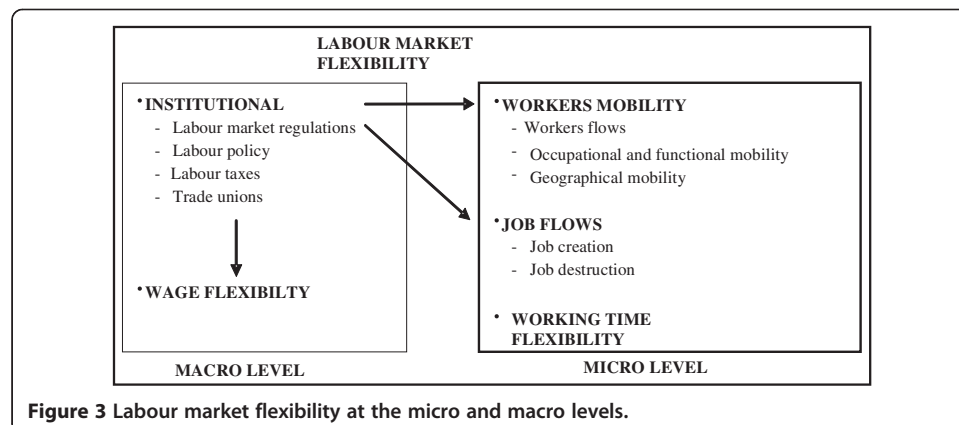 LABOUR MARKET
FLEXIBILITY
•INSTITUTIONAL
- Labour market regulations
- Labour policy
- Labour taxes
- Trade unions
•WAGE FLEXIBILTY
MACRO LEVEL
•WORKERS MOBILITY
- Workers flows
- Occupational and functional mobility
- Geographical mobility
•JOB FLOWS
- Job creation
- Job destruction
• WORKING TIME
FLEXIBILITY
MICRO LEVEL
Figure 3 Labour market flexibility at the micro and macro levels.